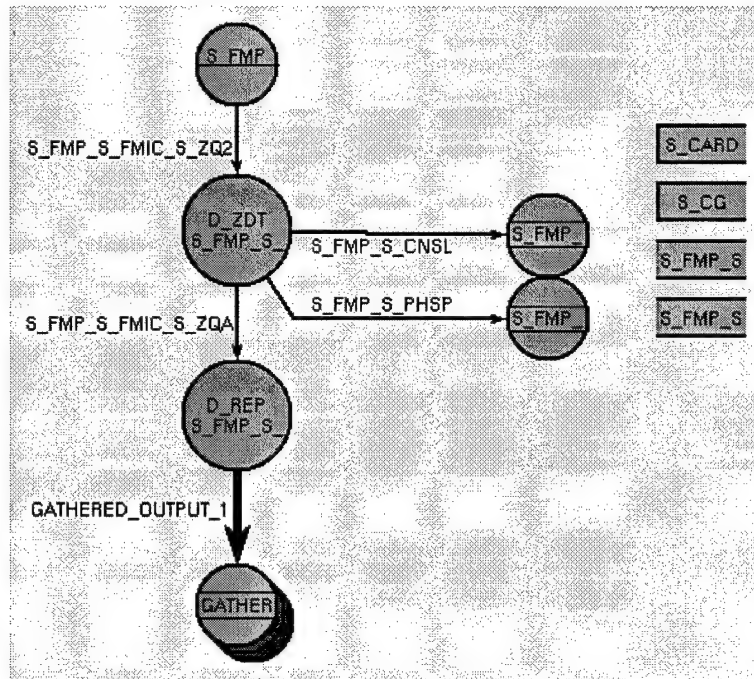 S_FMP
S_FMP_S_FMIC_S_ZQ2
S_CARD
S_CG
D_ZDT
S_FMP_S_
S_FMP_S_CNSL
S_FMP_
S_FMP_S
S_FMP_S_PHSP
S_FMP_
S_FMP_S
S_FMP_S_FMIC_S_ZQA
D_REP
S_FMP_S_
GATHERED_OUTPUT_1
GATHER